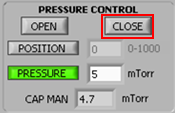 PRESSURE CONTROL
OPEN CLOSE
POSITION 0 0-1000
PRESSURE 5 mTorr
CAP MAN 4.7 mTorr